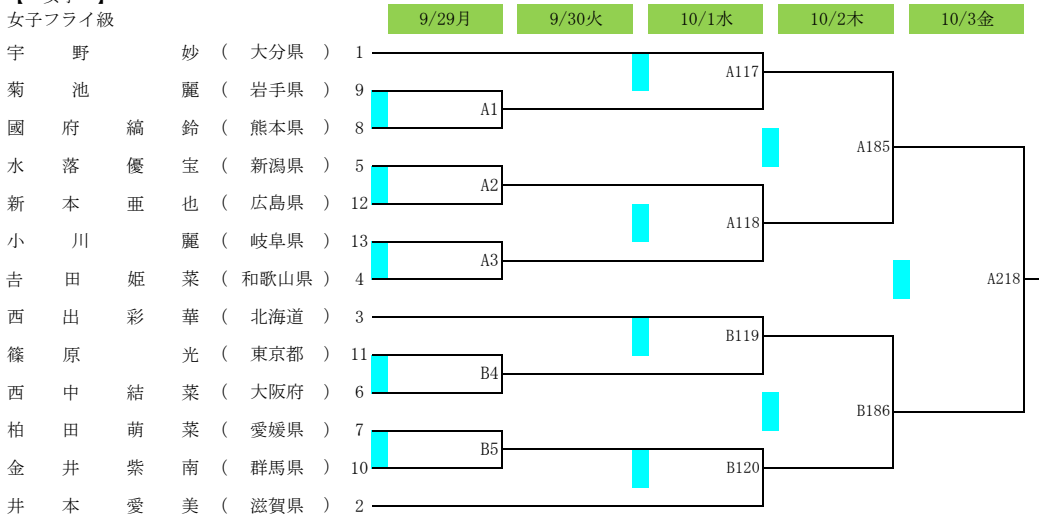 女子フライ級 9/29月 9/30火 10/1水 10/2木 10/3金
宇野 妙 ( 大分県 ) 1
A117
菊池 麗 ( 岩手県 ) 9
A1
國府縞鈴 ( 熊本県 ) 8
A185
水落優宝 ( 新潟県 ) 5
A2
新本亜也 ( 広島県 ) 12
A118
小川 麗 ( 岐阜県 ) 13
A3
𠮷田姫菜 ( 和歌山県 ) 4
A218
西出彩華 ( 北海道 ) 3
B119
篠原 光 ( 東京都 ) 11
B4
西中結菜 ( 大阪府 ) 6
B186
柏田萌菜 ( 愛媛県 ) 7
B5
金井紫南 ( 群馬県 ) 10
B120
井本愛美 ( 滋賀県 ) 2